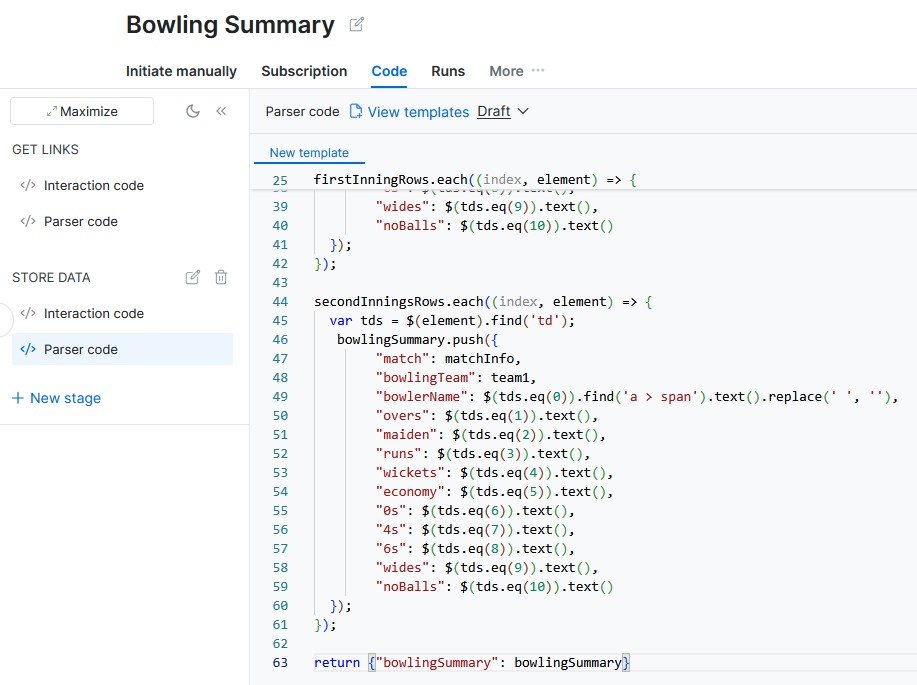 Bowling Summary
Initiate manually Subscription Code Runs More
Maximize
GET LINKS
</> Interaction code
</> Parser code
STORE DATA
</> Interaction code
</> Parser code
+ New stage
Parser code View templates Draft
New template
25 firstInningRows.each((index, element) => {
39 "wides": $(tds.eq(9)).text(),
40 "noBalls": $(tds.eq(10)).text()
41 });
42 });
43
44 secondInningsRows.each((index, element) => {
45 var tds = $(element).find('td');
46 bowlingSummary.push({
47 "match": matchInfo,
48 "bowlingTeam": team1,
49 "bowlerName": $(tds.eq(0)).find('a > span').text().replace(' ', ''),
50 "overs": $(tds.eq(1)).text(),
51 "maiden": $(tds.eq(2)).text(),
52 "runs": $(tds.eq(3)).text(),
53 "wickets": $(tds.eq(4)).text(),
54 "economy": $(tds.eq(5)).text(),
55 "0s": $(tds.eq(6)).text(),
56 "4s": $(tds.eq(7)).text(),
57 "6s": $(tds.eq(8)).text(),
58 "wides": $(tds.eq(9)).text(),
59 "noBalls": $(tds.eq(10)).text()
60 });
61 });
62
63 return {"bowlingSummary": bowlingSummary}